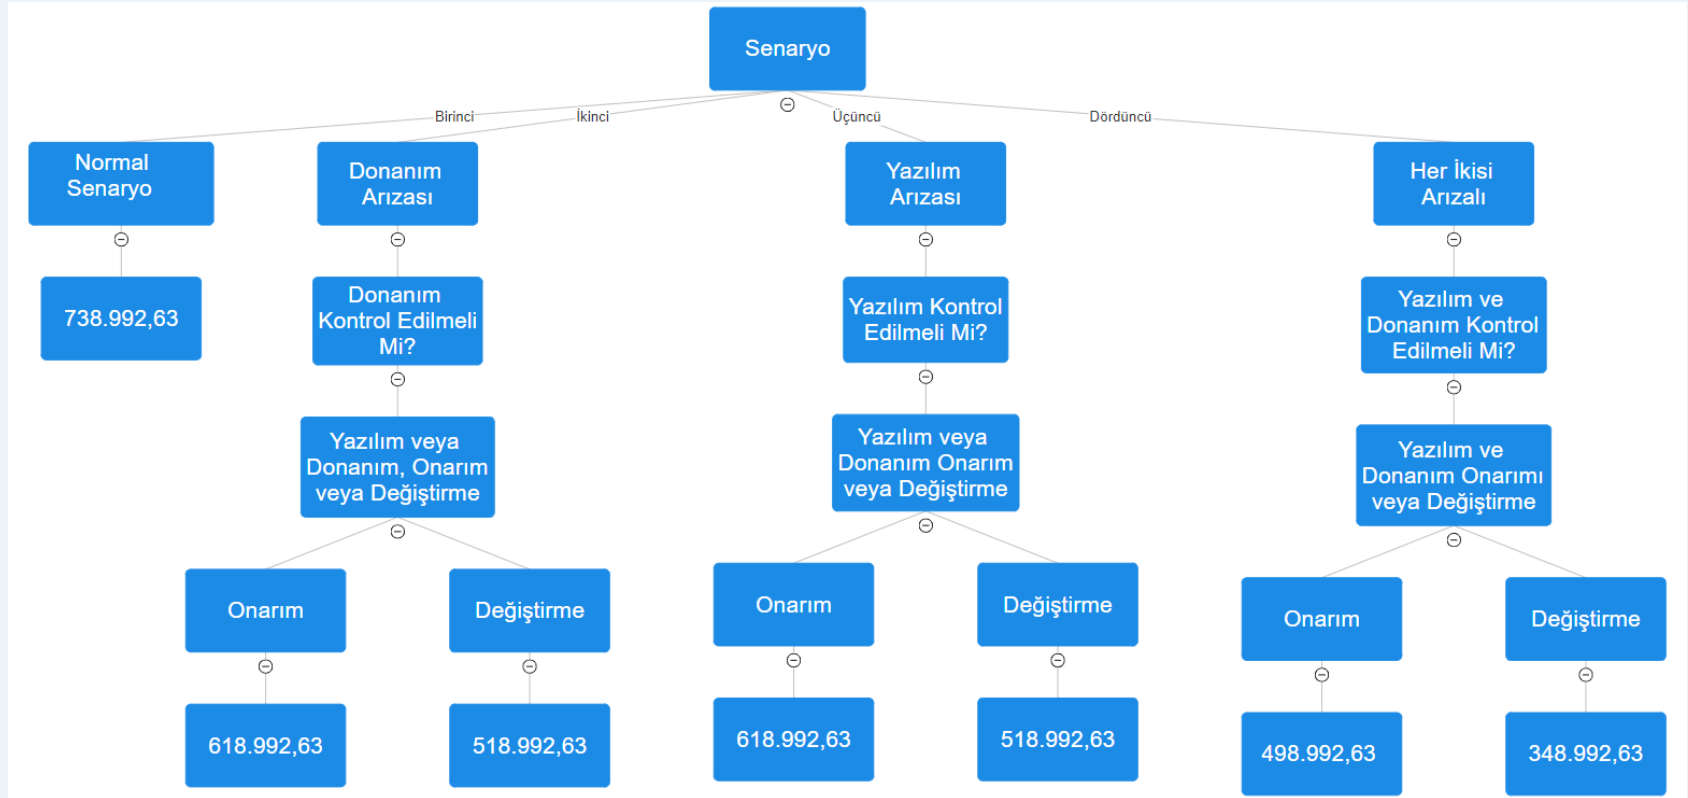 Senaryo
Birinci
İkinci
Üçüncü
Dördüncü
Normal
Senaryo
Donanım
Arızası
Yazılım
Arızası
Her İkisi
Arızalı
738.992,63
Donanım
Kontrol Edilmeli
Mi?
Yazılım Kontrol
Edilmeli Mi?
Yazılım ve
Donanım Kontrol
Edilmeli Mi?
Yazılım veya
Donanım, Onarım
veya Değiştirme
Yazılım veya
Donanım Onarım
veya Değiştirme
Yazılım ve
Donanım Onarımı
veya Değiştirme
Onarım
Değiştirme
Onarım
Değiştirme
Onarım
Değiştirme
618.992,63
518.992,63
618.992,63
518.992,63
498.992,63
348.992,63